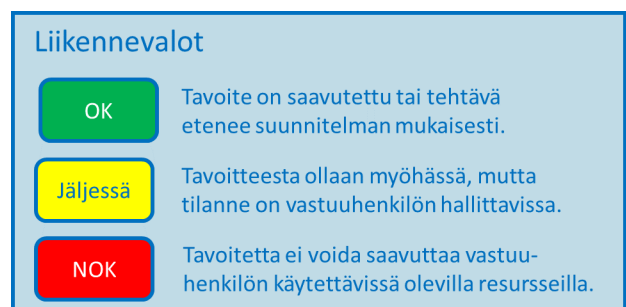 Liikennevalot
OK
Tavoite on saavutettu tai tehtävä
etenee suunnitelman mukaisesti.
Jäljessä
Tavoitteesta ollaan myöhässä, mutta
tilanne on vastuuhenkilön hallittavissa.
NOK
Tavoitetta ei voida saavuttaa vastuu-
henkilön käytettävissä olevilla resursseilla.